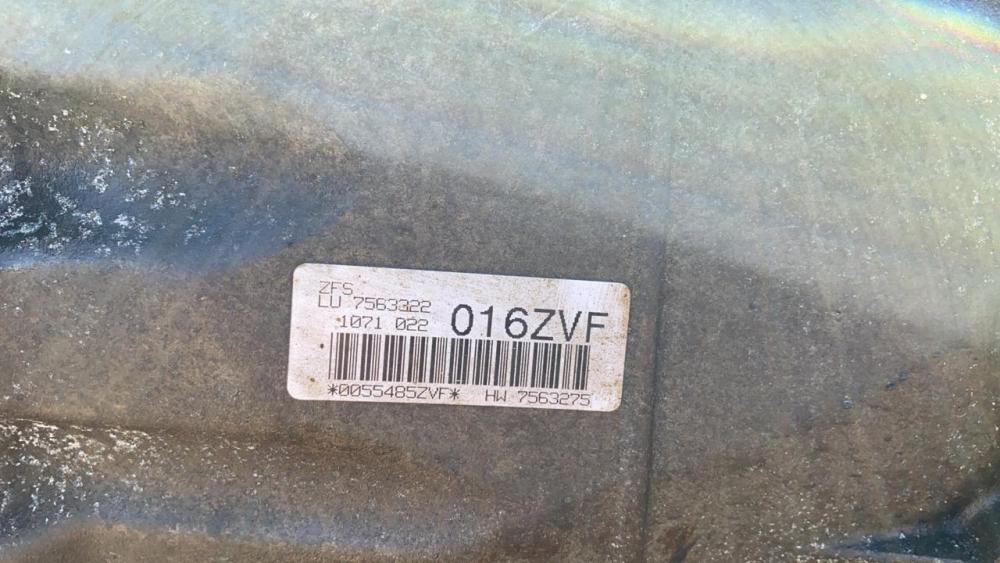 ZFS
LU 7563322
1071 022
016ZVF
*0055485ZVF* HW 7563275